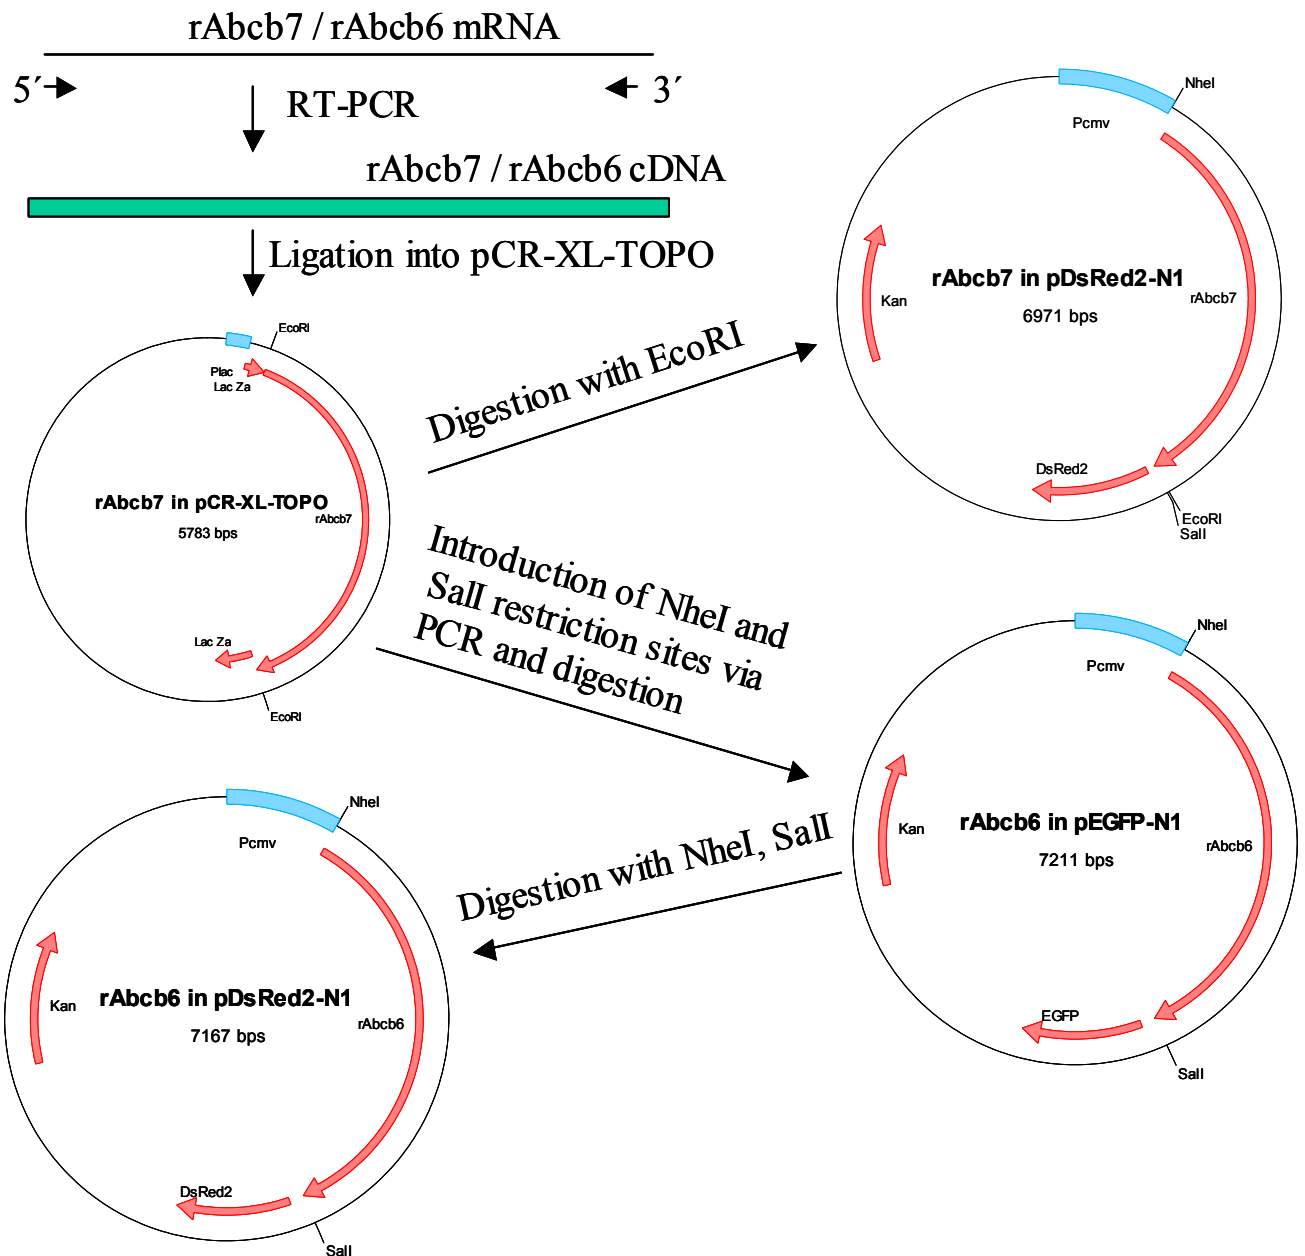 rAbcb7 / rAbcb6 mRNA
5´
3´
RT-PCR
rAbcb7 / rAbcb6 cDNA
Ligation into pCR-XL-TOPO
EcoRI
Plac
Lac Za
rAbcb7 in pCR-XL-TOPO
rAbcb7
5783 bps
Lac Za
EcoRI
Digestion with EcoRI
NheI
Pcmv
Kan
rAbcb7 in pDsRed2-N1
rAbcb7
6971 bps
DsRed2
EcoRI
SalI
Introduction of NheI and
SalI restriction sites via
PCR and digestion
NheI
Pcmv
Kan
rAbcb6 in pEGFP-N1
rAbcb6
7211 bps
EGFP
SalI
Digestion with NheI, SalI
NheI
Pcmv
Kan
rAbcb6 in pDsRed2-N1
rAbcb6
7167 bps
DsRed2
SalI